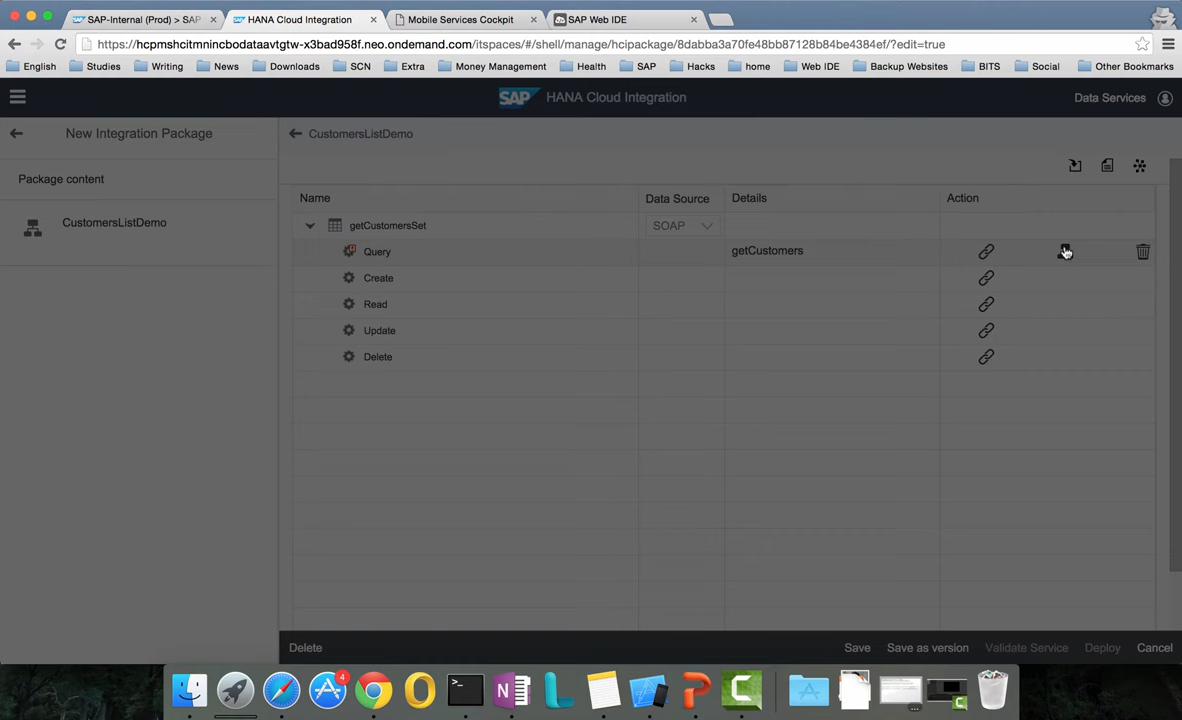 SAP-Internal (Prod) > SAP
HANA Cloud Integration
Mobile Services Cockpit
SAP Web IDE
https://hcpmshcitmnincbodataavtgtw-x3bad958f.neo.ondemand.com/itspaces/#/shell/manage/hcipackage/8dabba3a70fe48bb87128b84be4384ef/?edit=true
English Studies Writing News Downloads SCN Extra Money Management Health SAP Hacks home Web IDE Backup Websites BITS Social Other Bookmarks
SAP HANA Cloud Integration
Data Services
New Integration Package
CustomersListDemo
Package content
CustomersListDemo
Name Data Source Details Action
getCustomersSet SOAP
Query getCustomers
Create
Read
Update
Delete
Delete Save Save as version Validate Service Deploy Cancel
4